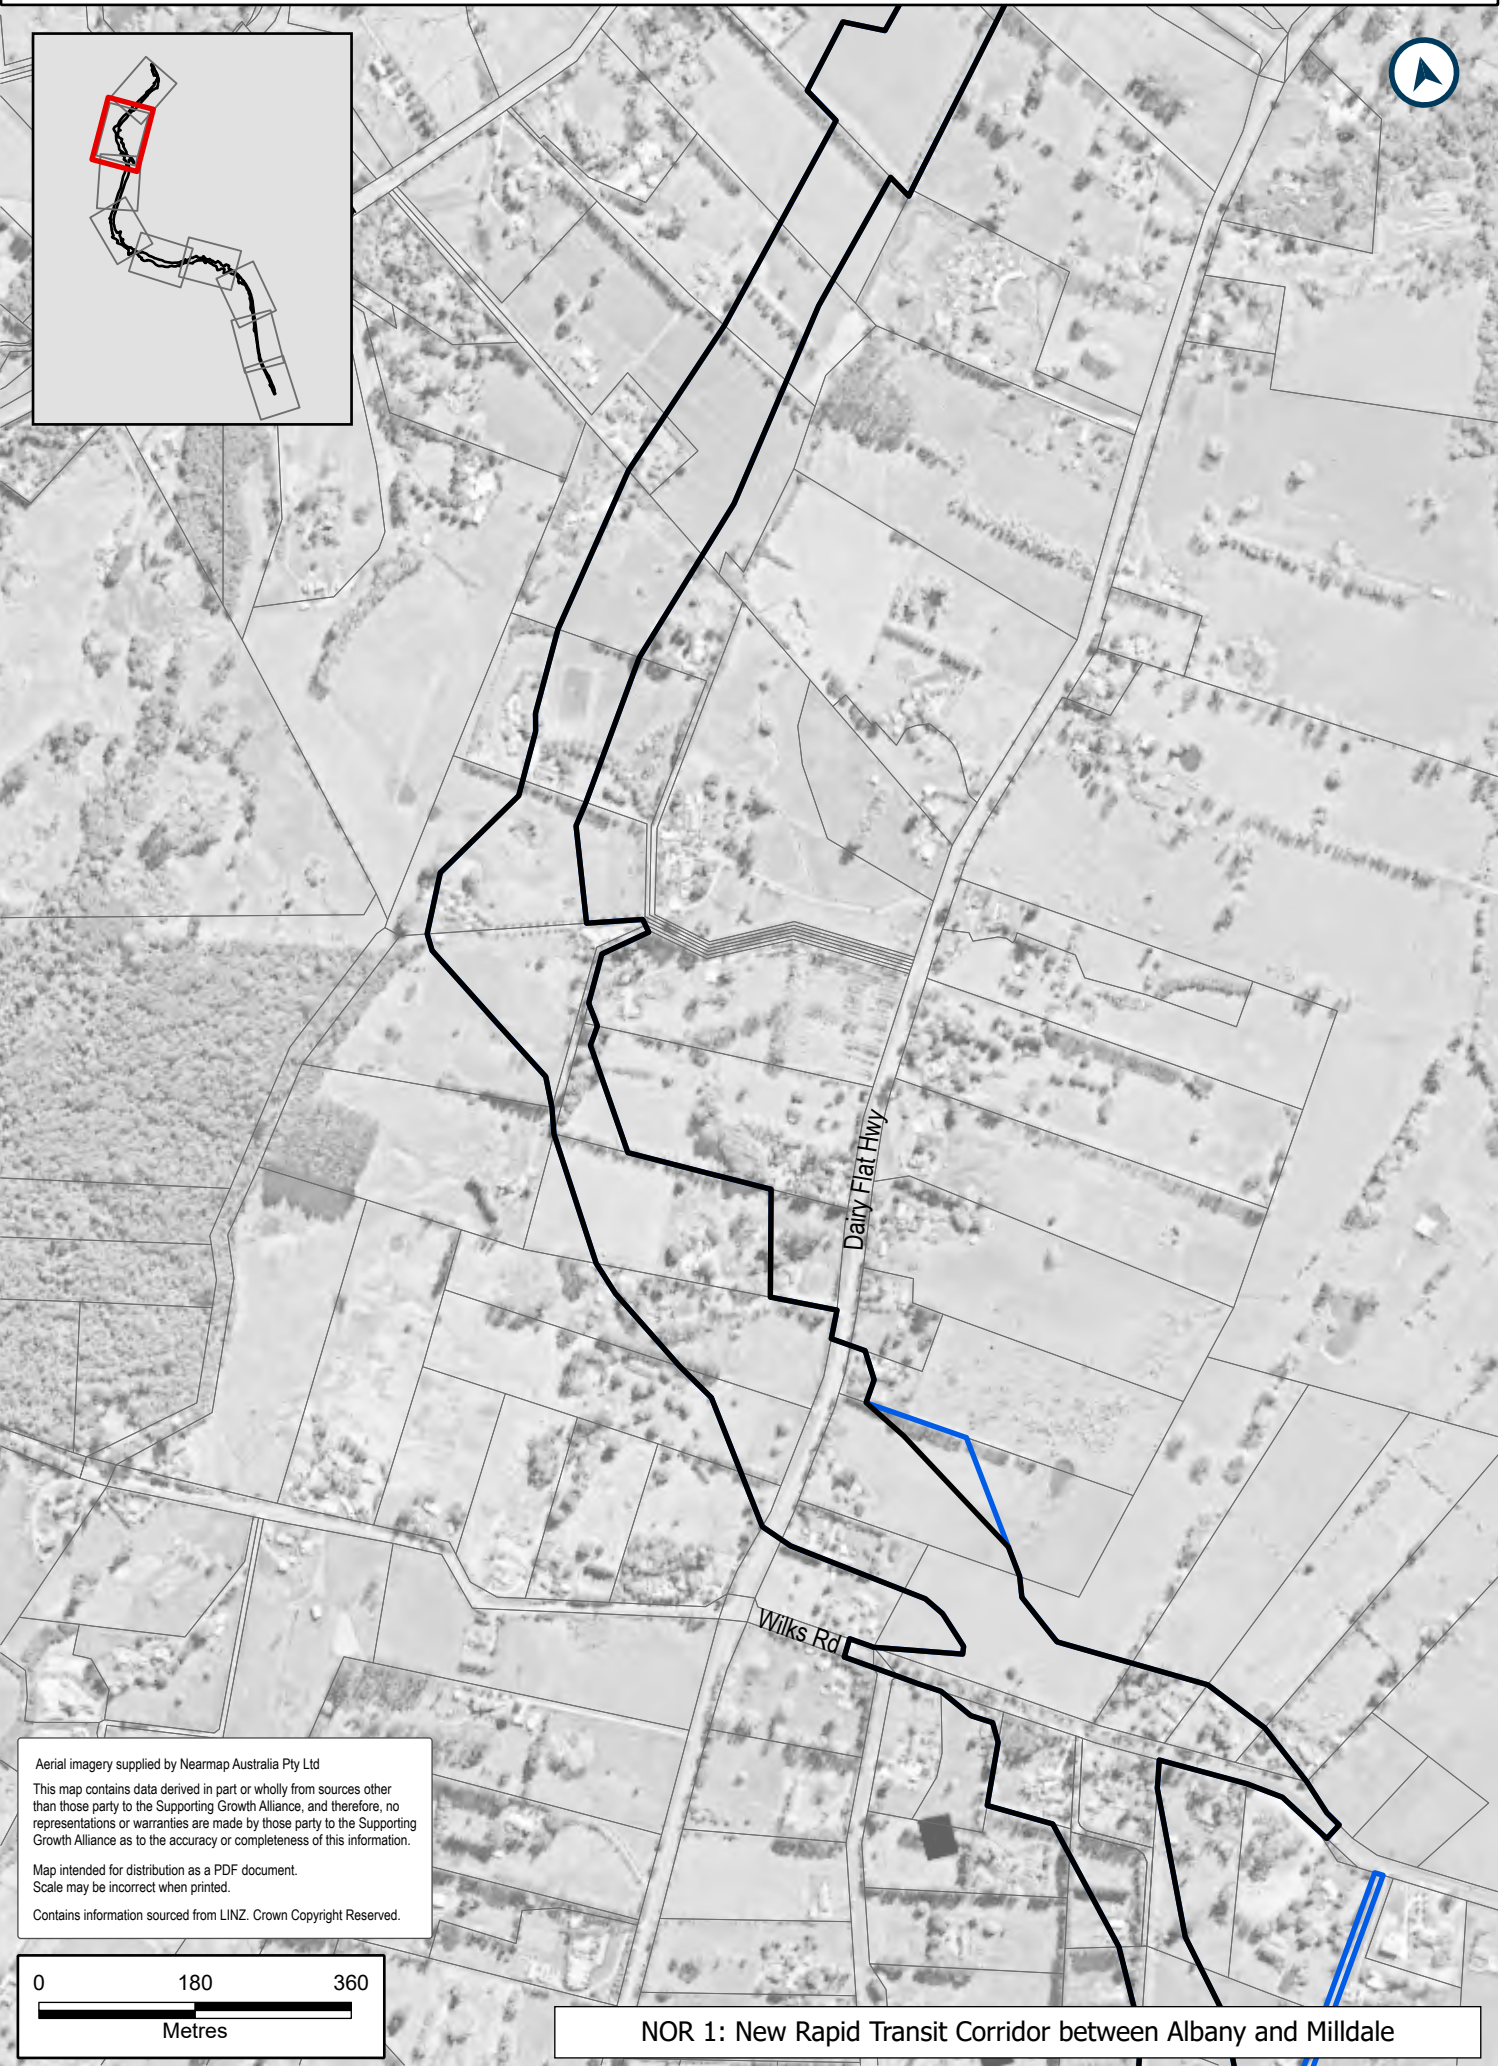 Dairy Flat Hwy
Wilks Rd
Aerial imagery supplied by Nearmap Australia Pty Ltd
This map contains data derived in part or wholly from sources other
than those party to the Supporting Growth Alliance, and therefore, no
representations or warranties are made by those party to the Supporting
Growth Alliance as to the accuracy or completeness of this information.
Map intended for distribution as a PDF document.
Scale may be incorrect when printed.
Contains information sourced from LINZ. Crown Copyright Reserved.
0 180 360
Metres
NOR 1: New Rapid Transit Corridor between Albany and Milldale